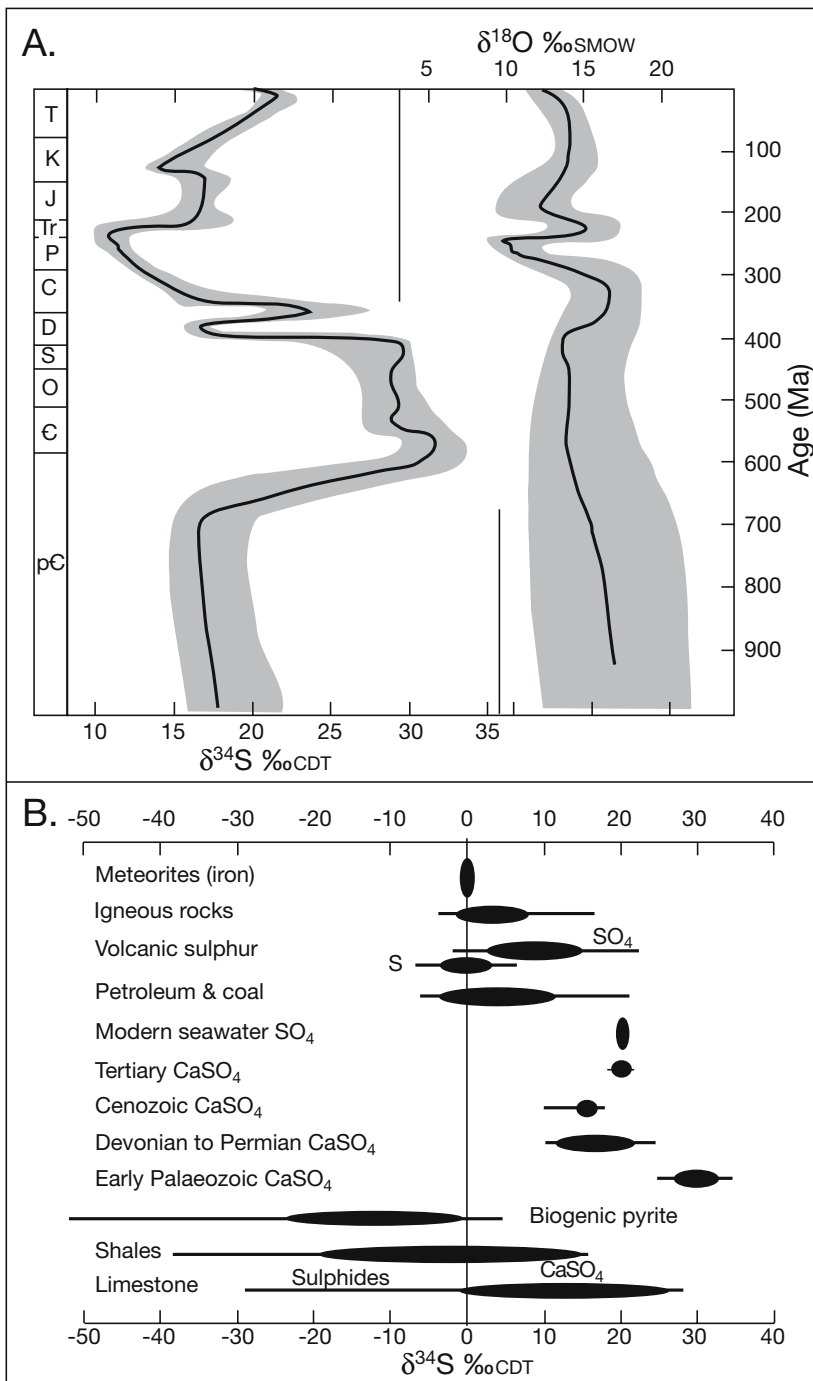 A.
δ¹⁸O ‰SMOW
5 10 15 20
T
K
J
Tr
P
C
D
S
O
Є
pЄ
100
200
300
400
500
600
700
800
900
Age (Ma)
10 15 20 25 30 35
δ³⁴S ‰CDT
B.
-50 -40 -30 -20 -10 0 10 20 30 40
Meteorites (iron)
Igneous rocks
Volcanic sulphur
SO₄
S
Petroleum & coal
Modern seawater SO₄
Tertiary CaSO₄
Cenozoic CaSO₄
Devonian to Permian CaSO₄
Early Palaeozoic CaSO₄
Biogenic pyrite
Shales
Limestone Sulphides CaSO₄
-50 -40 -30 -20 -10 0 10 20 30 40
δ³⁴S ‰CDT